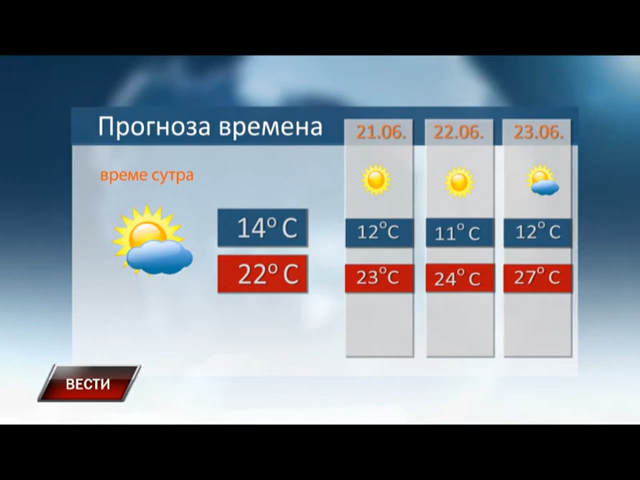 Прогноза времена
време сутра
14° C
22° C
21.06.
12°C
23°C
22.06.
11°C
24°C
23.06.
12°C
27°C
ВЕСТИ